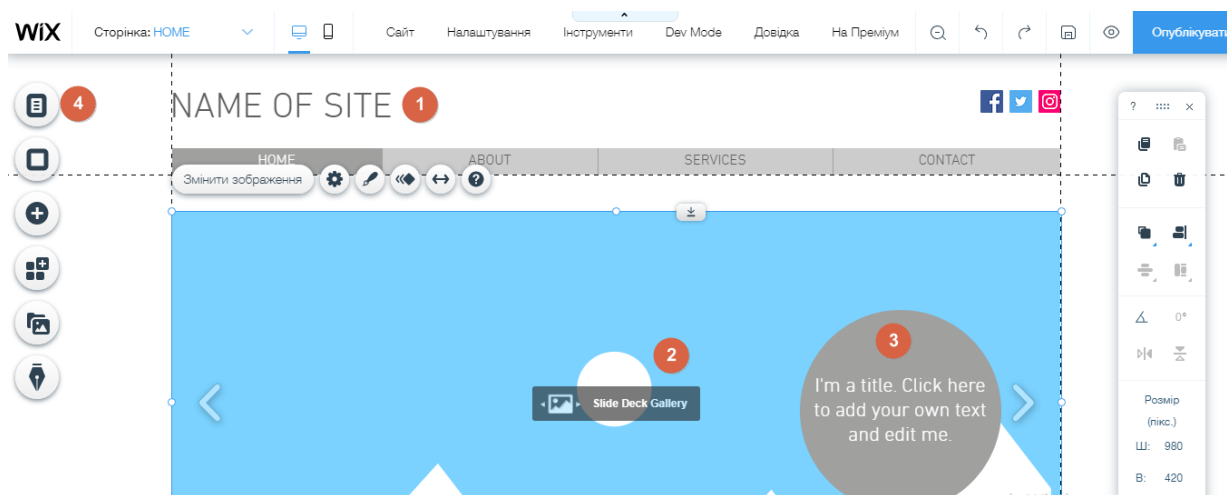 WiX Сторінка: HOME Сайт Налаштування Інструменти Dev Mode Довідка На Преміум Опублікувати
4 NAME OF SITE 1
? ×
HOME ABOUT SERVICES CONTACT
Змінити зображення ?
3
2
Slide Deck Gallery
I'm a title. Click here
to add your own text
and edit me.
0°
Розмір
(пікс.)
Ш: 980
В: 420